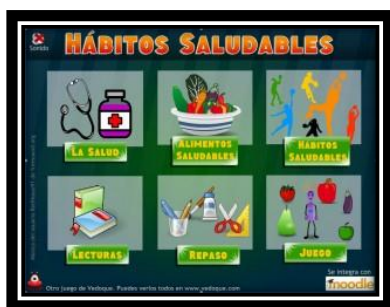 Sonido
HÁBITOS SALUDABLES
LA SALUD
ALIMENTOS
SALUDABLES
HÁBITOS
SALUDABLES
LECTURAS
REPASO
JUEGO
Se integra con
moodle
Otro juego de Vedoque. Puedes verlos todos en www.vedoque.com